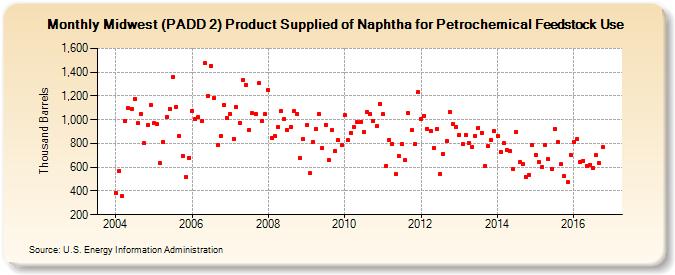 Monthly Midwest (PADD 2) Product Supplied of Naphtha for Petrochemical Feedstock Use
Thousand Barrels
1,600
1,400
1,200
1,000
800
600
400
200
2004 2006 2008 2010 2012 2014 2016
Source: U.S. Energy Information Administration